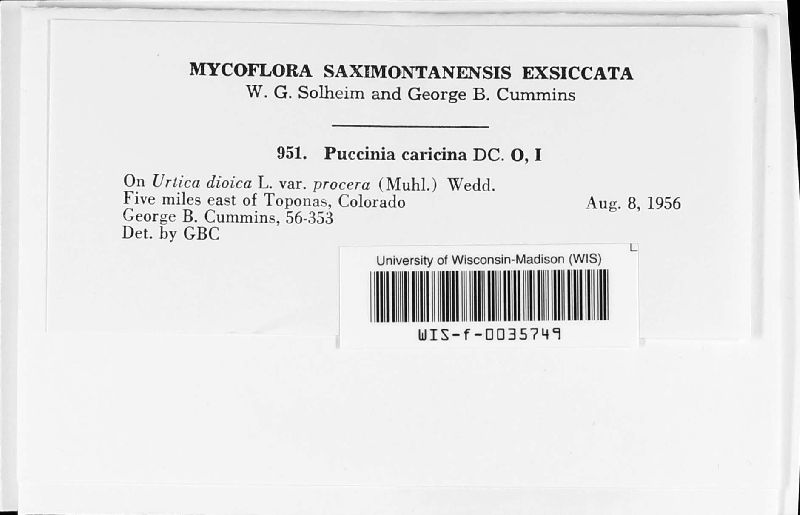 MYCOFLORA SAXIMONTANENSIS EXSICCATA
W. G. Solheim and George B. Cummins
951. Puccinia caricina DC. O, I
On Urtica dioica L. var. procera (Muhl.) Wedd.
Five miles east of Toponas, Colorado Aug. 8, 1956
George B. Cummins, 56-353
Det. by GBC
University of Wisconsin-Madison (WIS)
WIS-f-0035749